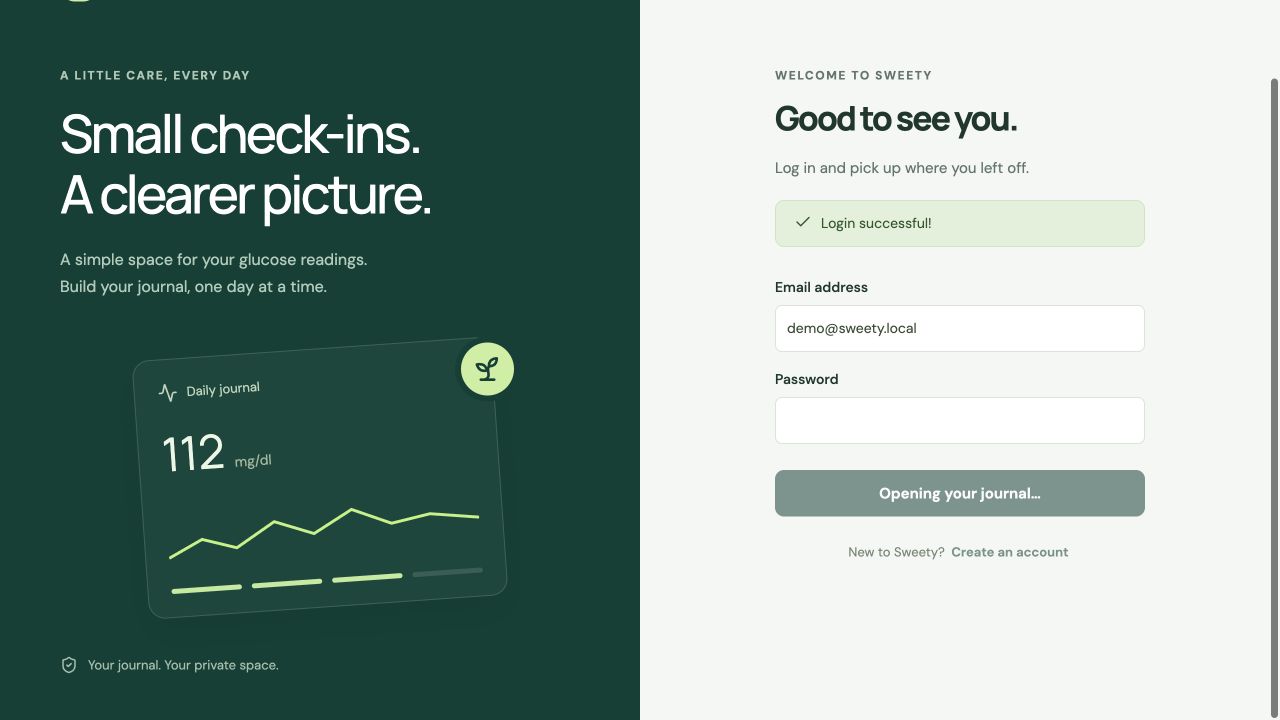 A LITTLE CARE, EVERY DAY
Small check-ins.
A clearer picture.
A simple space for your glucose readings.
Build your journal, one day at a time.
Daily journal
112 mg/dl
Your journal. Your private space.
WELCOME TO SWEETY
Good to see you.
Log in and pick up where you left off.
Login successful!
Email address
demo@sweety.local
Password
Opening your journal...
New to Sweety? Create an account